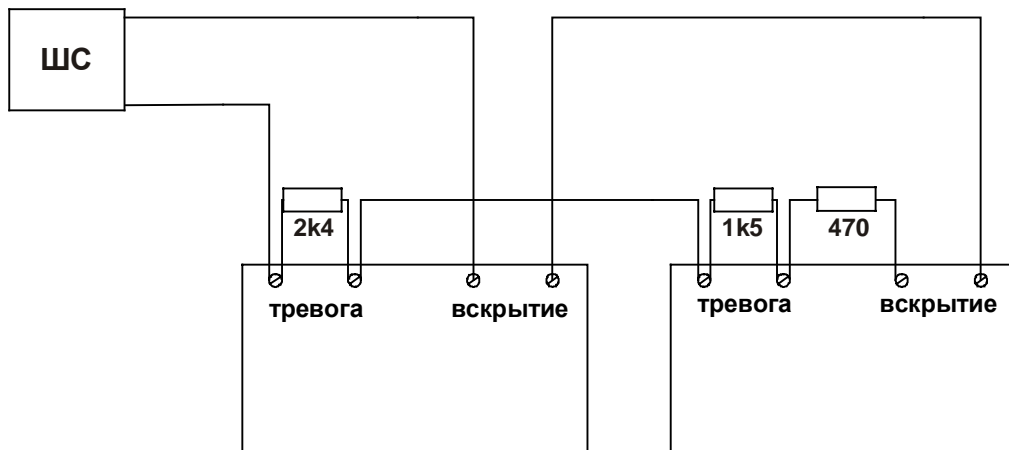 ШС
2k4
1k5
470
тревога
вскрытие
тревога
вскрытие